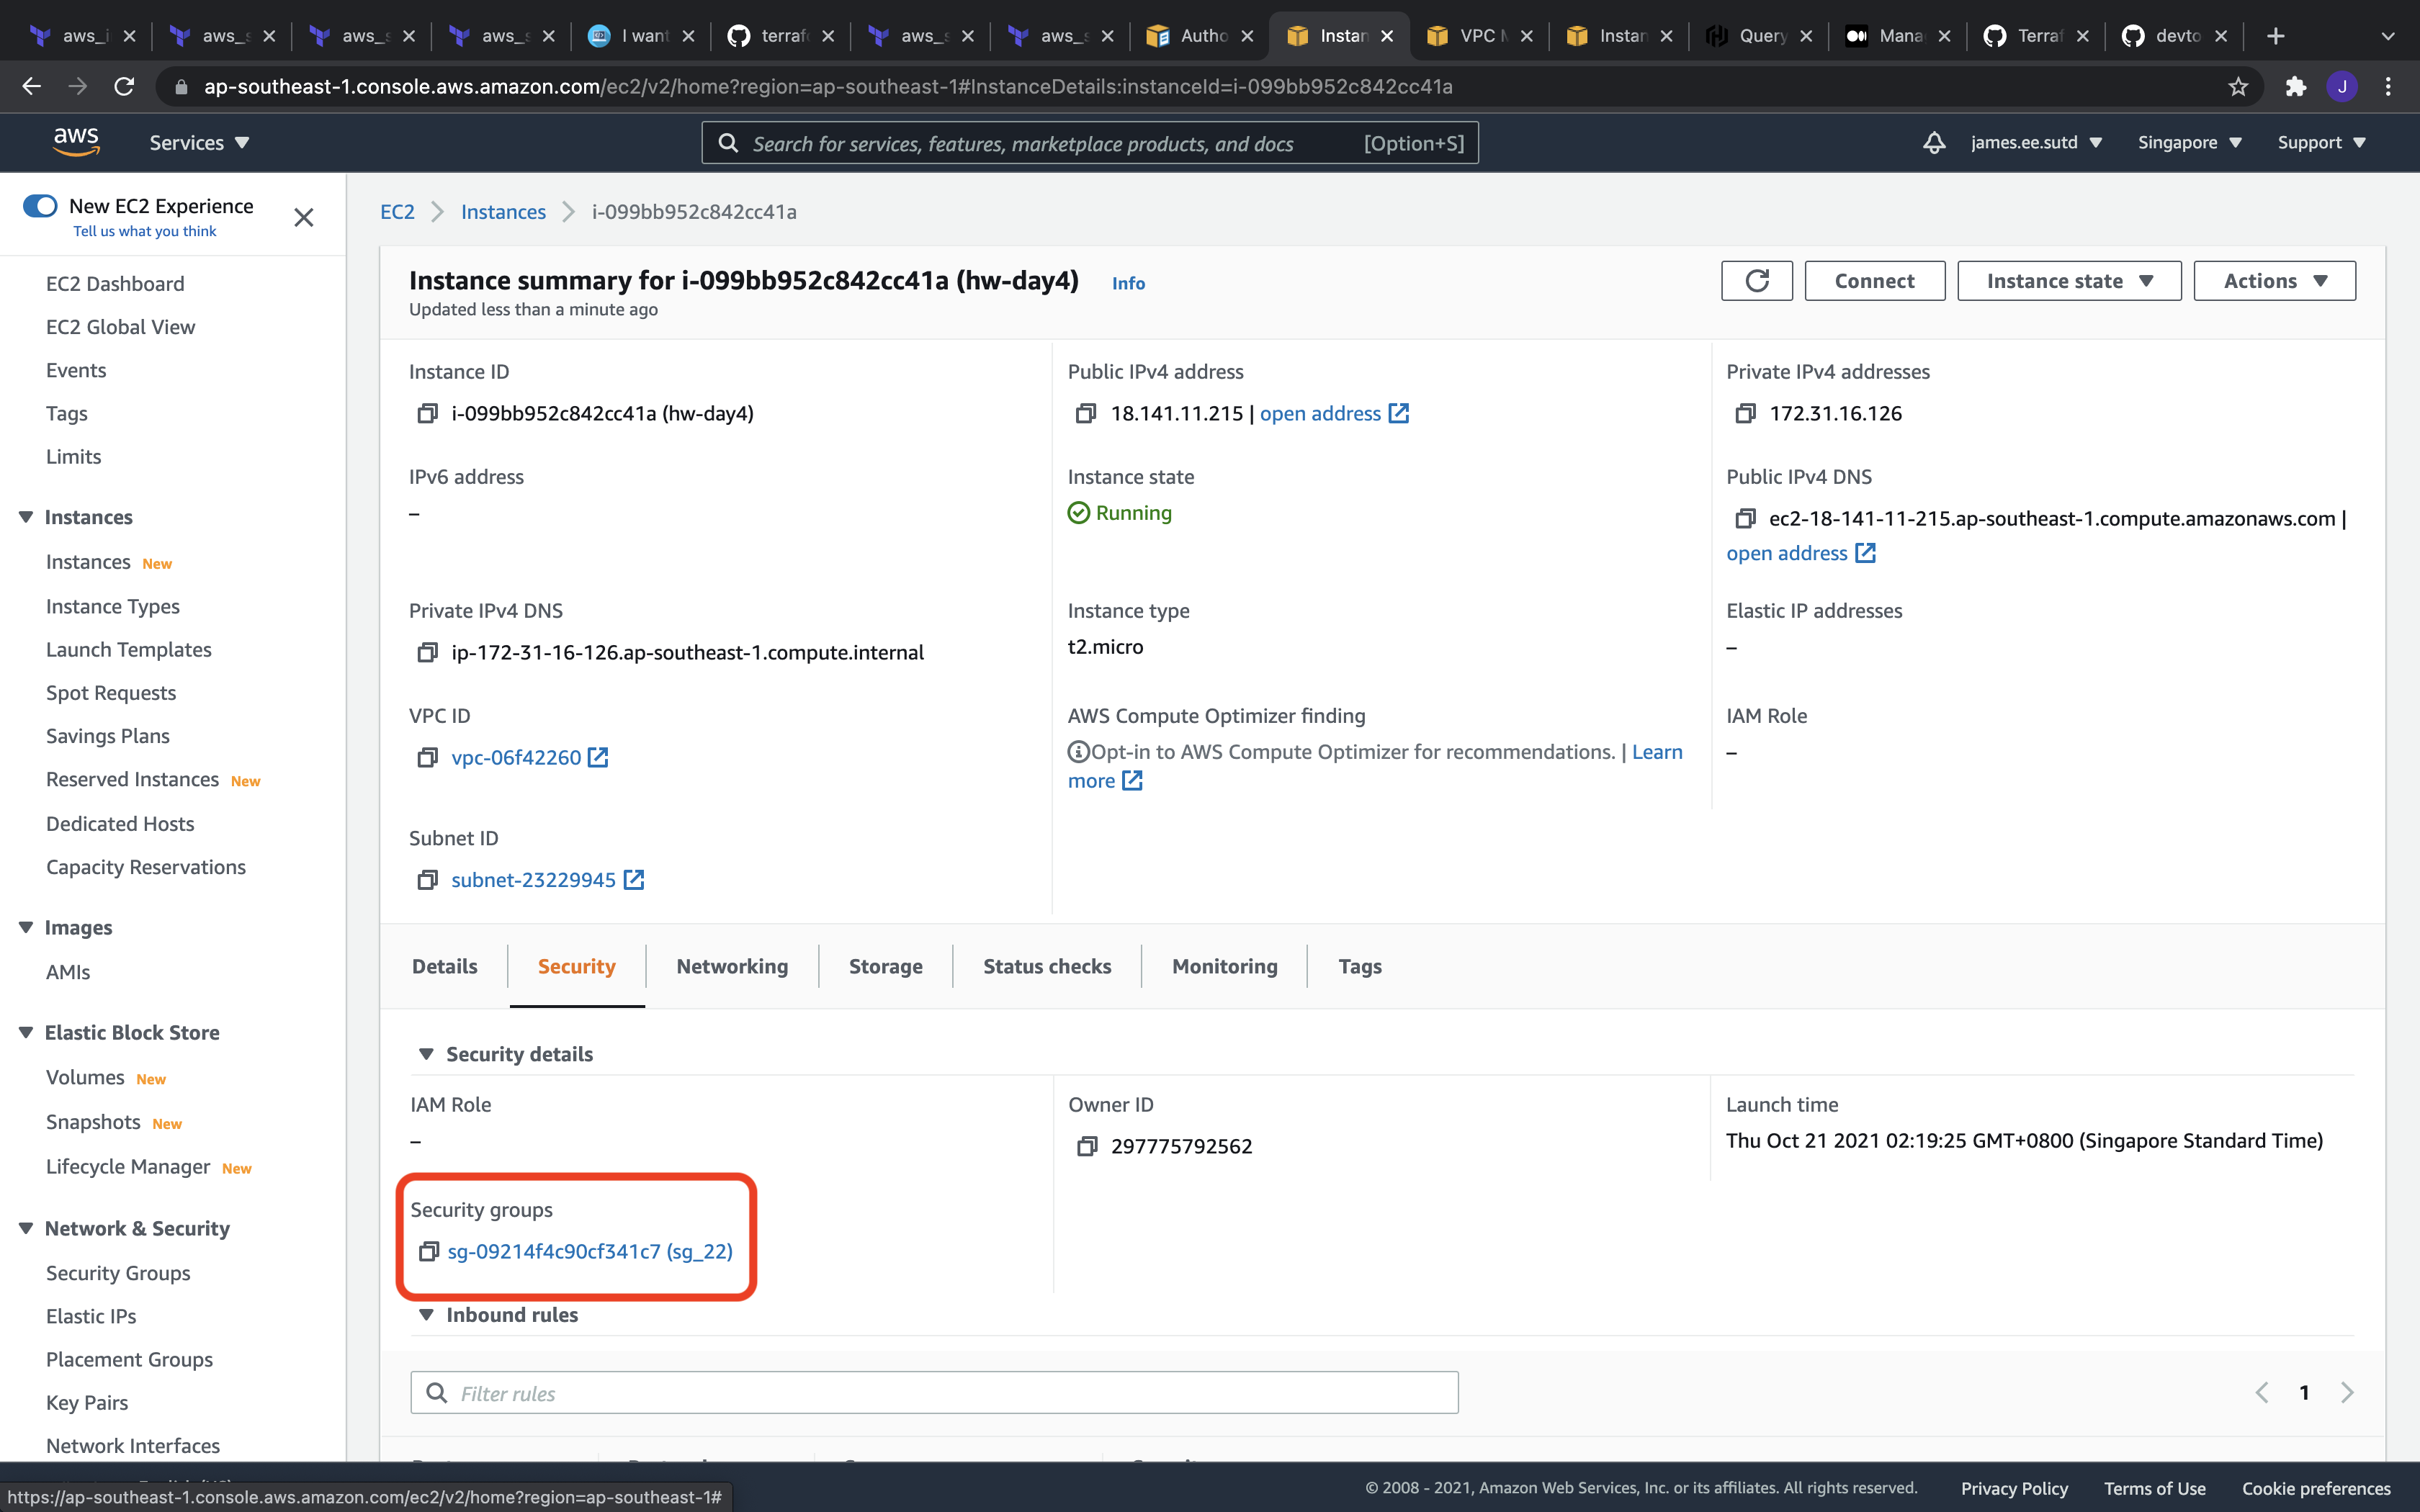 aws_i
aws_s
aws_s
aws_s
I want
terrafo
aws_s
aws_s
Autho
Instan
VPC M
Instan
Query
Mana
Terraf
devto
ap-southeast-1.console.aws.amazon.com/ec2/v2/home?region=ap-southeast-1#InstanceDetails:instanceId=i-099bb952c842cc41a
J
aws
Services
Search for services, features, marketplace products, and docs
[Option+S]
james.ee.sutd
Singapore
Support
New EC2 Experience
Tell us what you think
EC2 Dashboard
EC2 Global View
Events
Tags
Limits
Instances
Instances New
Instance Types
Launch Templates
Spot Requests
Savings Plans
Reserved Instances New
Dedicated Hosts
Capacity Reservations
Images
AMIs
Elastic Block Store
Volumes New
Snapshots New
Lifecycle Manager New
Network & Security
Security Groups
Elastic IPs
Placement Groups
Key Pairs
Network Interfaces
EC2
Instances
i-099bb952c842cc41a
Instance summary for i-099bb952c842cc41a (hw-day4) Info
Updated less than a minute ago
Connect
Instance state
Actions
Instance ID
i-099bb952c842cc41a (hw-day4)
Public IPv4 address
18.141.11.215 | open address
Private IPv4 addresses
172.31.16.126
IPv6 address
–
Instance state
Running
Public IPv4 DNS
ec2-18-141-11-215.ap-southeast-1.compute.amazonaws.com |
open address
Private IPv4 DNS
ip-172-31-16-126.ap-southeast-1.compute.internal
Instance type
t2.micro
Elastic IP addresses
–
VPC ID
vpc-06f42260
AWS Compute Optimizer finding
Opt-in to AWS Compute Optimizer for recommendations. | Learn
more
IAM Role
–
Subnet ID
subnet-23229945
Details
Security
Networking
Storage
Status checks
Monitoring
Tags
Security details
IAM Role
–
Owner ID
297775792562
Launch time
Thu Oct 21 2021 02:19:25 GMT+0800 (Singapore Standard Time)
Security groups
sg-09214f4c90cf341c7 (sg_22)
Inbound rules
Filter rules
1
https://ap-southeast-1.console.aws.amazon.com/ec2/v2/home?region=ap-southeast-1#
© 2008 - 2021, Amazon Web Services, Inc. or its affiliates. All rights reserved.
Privacy Policy
Terms of Use
Cookie preferences